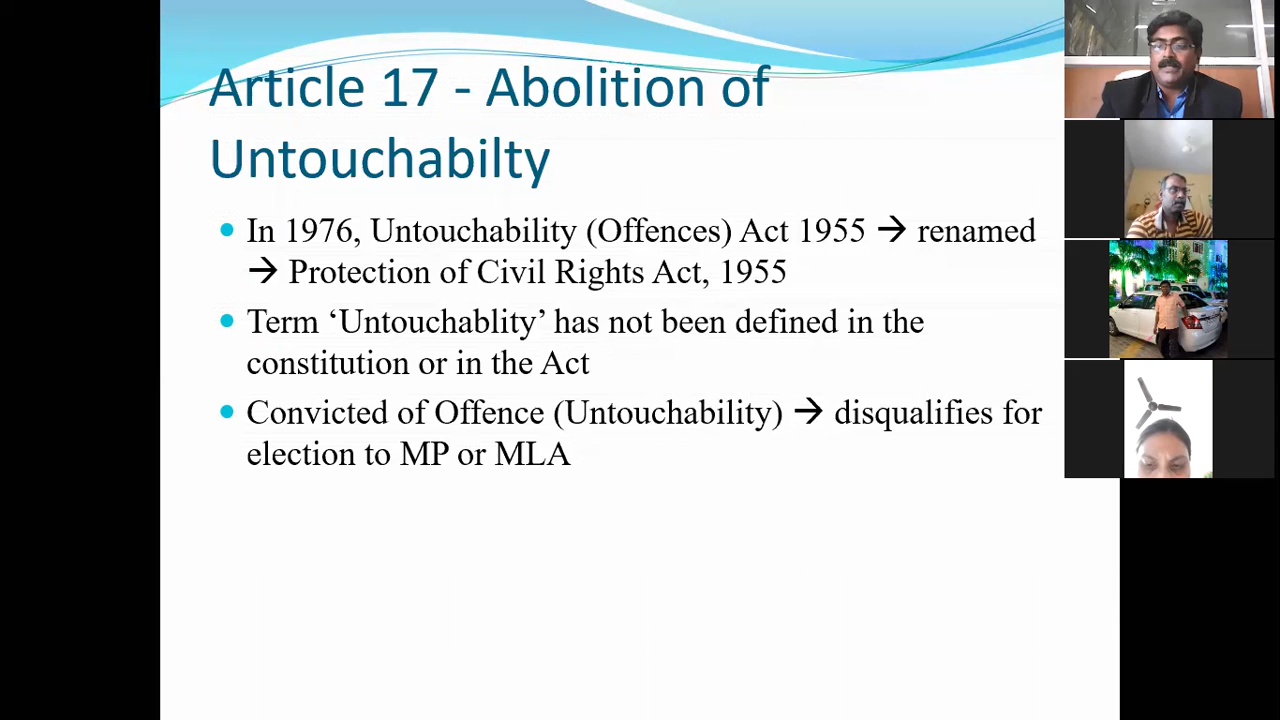 Article 17 - Abolition of
Untouchabilty
In 1976, Untouchability (Offences) Act 1955 → renamed
→ Protection of Civil Rights Act, 1955
Term ‘Untouchablity’ has not been defined in the
constitution or in the Act
Convicted of Offence (Untouchability) → disqualifies for
election to MP or MLA